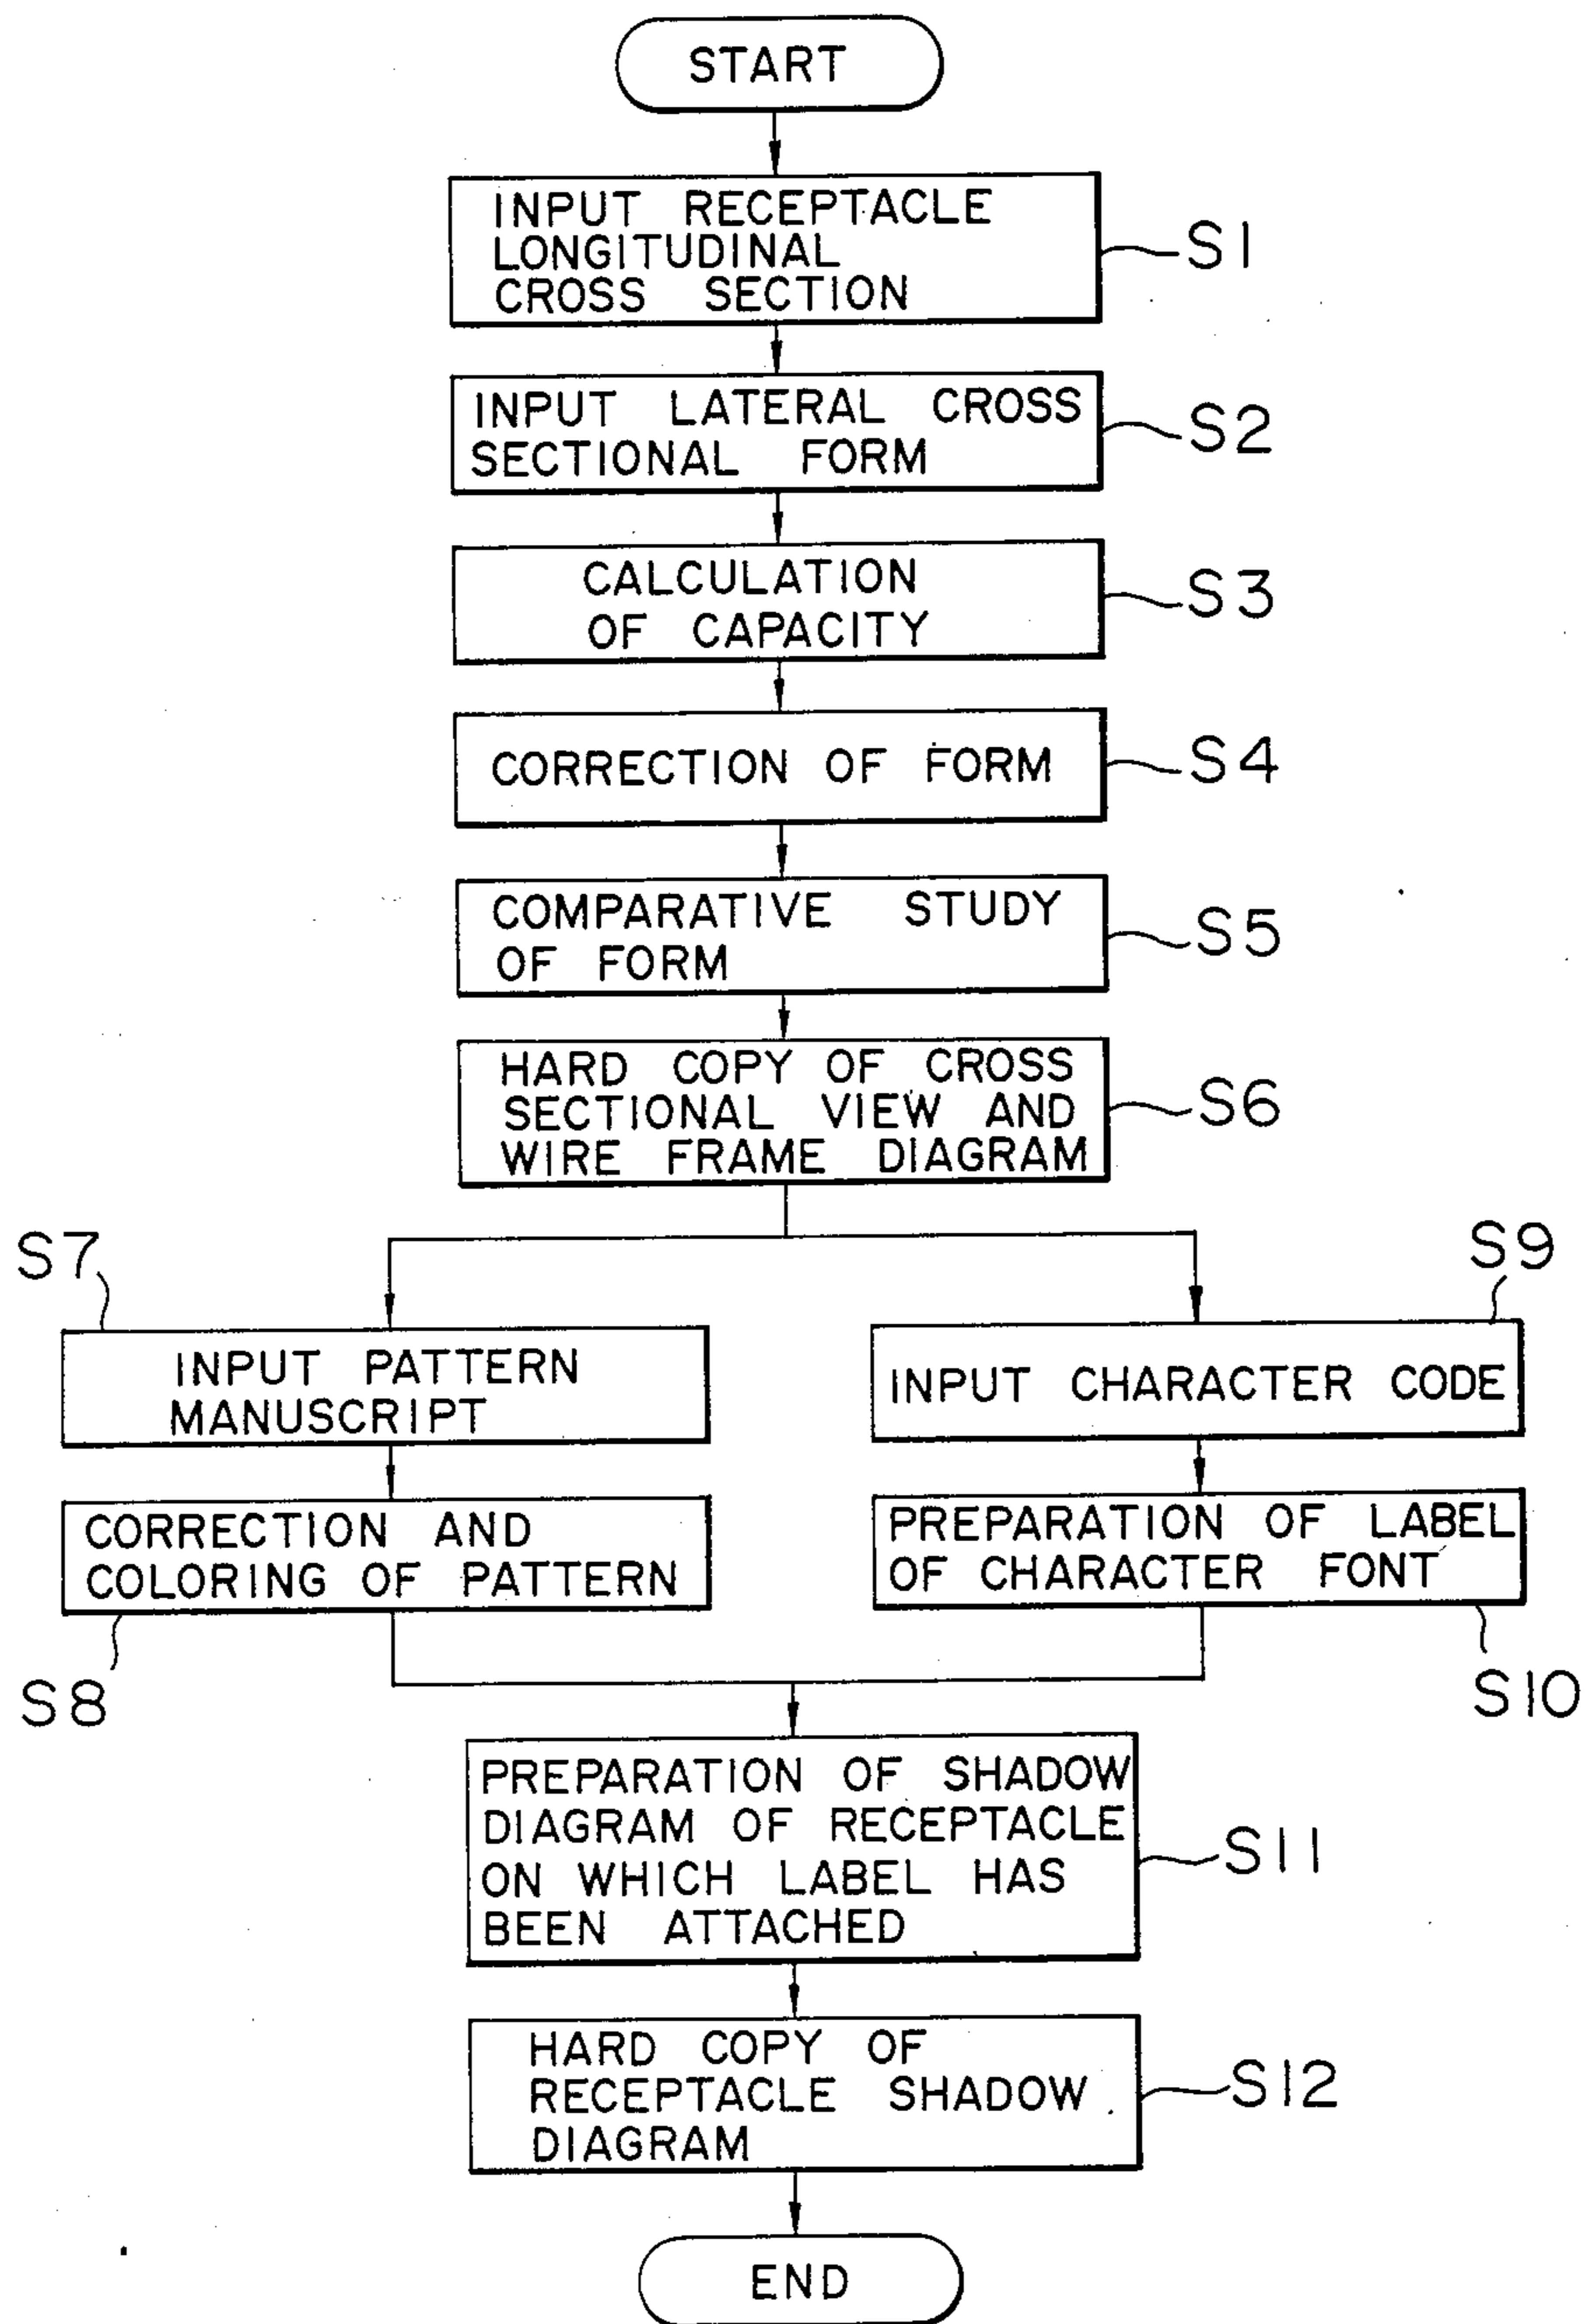 START
INPUT RECEPTACLE
LONGITUDINAL
CROSS SECTION
S1
INPUT LATERAL CROSS
SECTIONAL FORM
S2
CALCULATION
OF CAPACITY
S3
CORRECTION OF FORM
S4
COMPARATIVE STUDY
OF FORM
S5
HARD COPY OF CROSS
SECTIONAL VIEW AND
WIRE FRAME DIAGRAM
S6
S7
INPUT PATTERN
MANUSCRIPT
CORRECTION AND
COLORING OF PATTERN
S8
S9
INPUT CHARACTER CODE
PREPARATION OF LABEL
OF CHARACTER FONT
S10
PREPARATION OF SHADOW
DIAGRAM OF RECEPTACLE
ON WHICH LABEL HAS
BEEN ATTACHED
S11
HARD COPY OF
RECEPTACLE SHADOW
DIAGRAM
S12
END